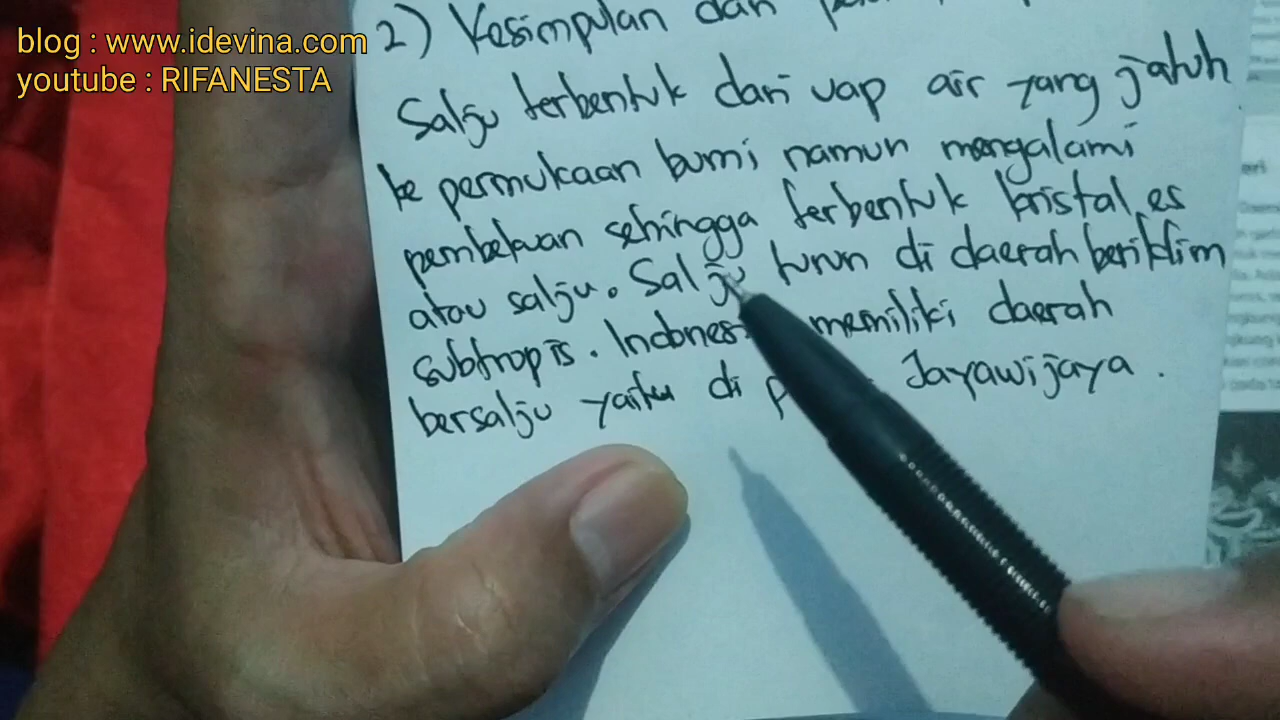 blog : www.idevina.com
youtube : RIFANESTA
2) Kesimpulan dan
Salju terbentuk dari uap air yang jatuh
ke permukaan bumi namun mengalami
pembekuan sehingga terbentuk kristal es
atau salju. Salju turun di daerah beriklim
subtropis. Indones memiliki daerah
bersalju yaitu di p Jayawijaya.